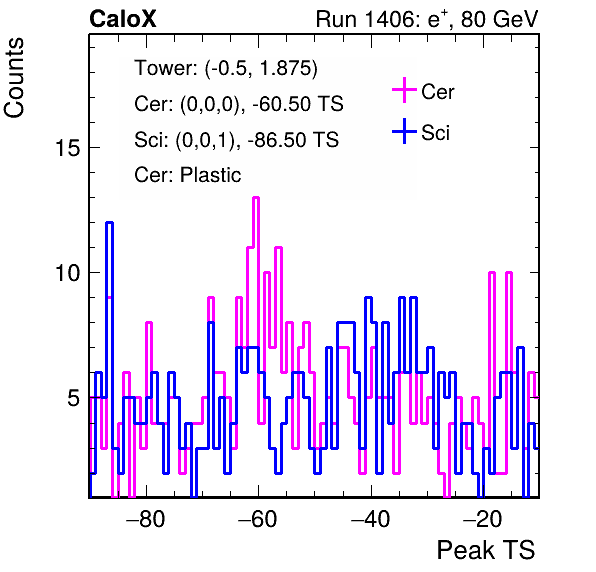 CaloX Run 1406: e⁺, 80 GeV
Counts
Tower: (-0.5, 1.875)
Cer: (0,0,0), -60.50 TS
Sci: (0,0,1), -86.50 TS
Cer: Plastic
Cer
Sci
15
10
5
−80 −60 −40 −20
Peak TS